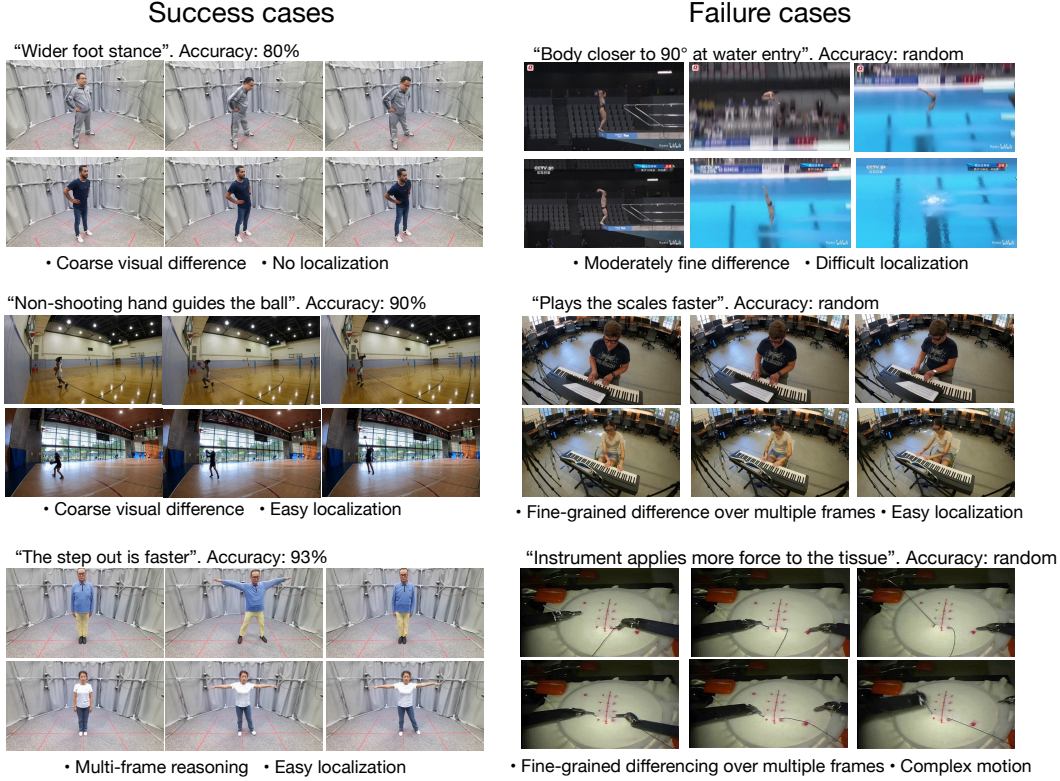 Success cases
“Wider foot stance”. Accuracy: 80%
• Coarse visual difference • No localization
“Non-shooting hand guides the ball”. Accuracy: 90%
• Coarse visual difference • Easy localization
“The step out is faster”. Accuracy: 93%
• Multi-frame reasoning • Easy localization
Failure cases
“Body closer to 90° at water entry”. Accuracy: random
• Moderately fine difference • Difficult localization
“Plays the scales faster”. Accuracy: random
• Fine-grained difference over multiple frames • Easy localization
“Instrument applies more force to the tissue”. Accuracy: random
• Fine-grained differencing over multiple frames • Complex motion